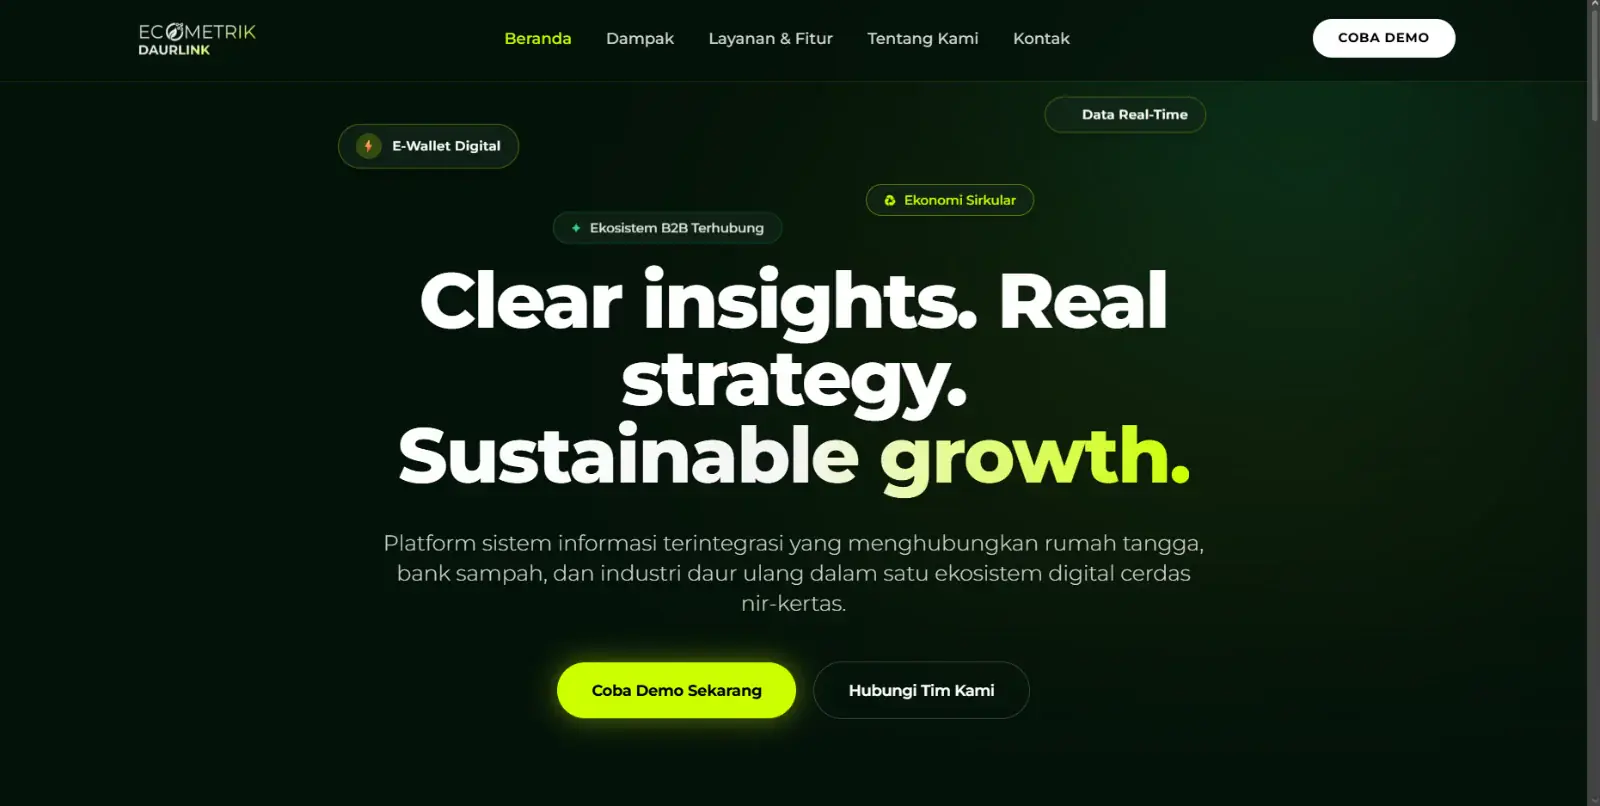 ECOMETRIK
DAURLINK
Beranda
Dampak
Layanan & Fitur
Tentang Kami
Kontak
COBA DEMO
Data Real-Time
E-Wallet Digital
Ekonomi Sirkular
Ekosistem B2B Terhubung
Clear insights. Real
strategy.
Sustainable growth.
Platform sistem informasi terintegrasi yang menghubungkan rumah tangga,
bank sampah, dan industri daur ulang dalam satu ekosistem digital cerdas
nir-kertas.
Coba Demo Sekarang
Hubungi Tim Kami